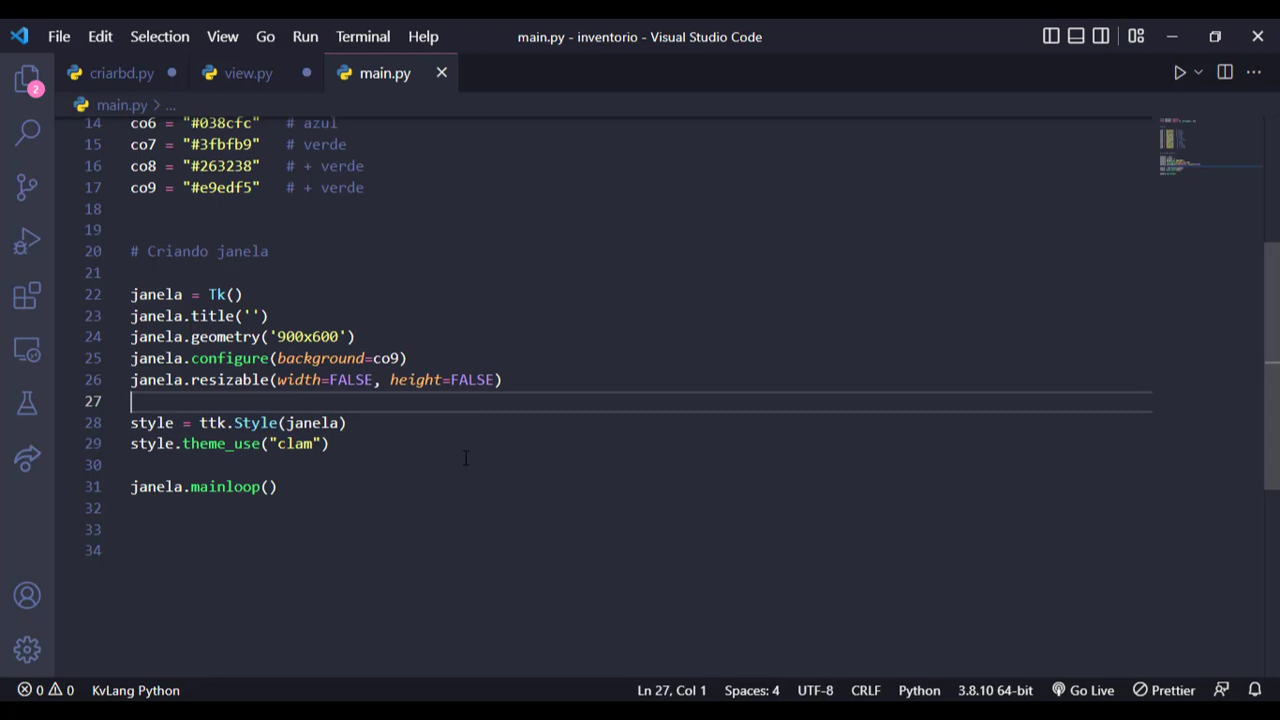 File Edit Selection View Go Run Terminal Help main.py - inventorio - Visual Studio Code
criarbd.py view.py main.py
main.py > ...
2
14 co6 = "#038cfc" # azul
15 co7 = "#3fbfb9" # verde
16 co8 = "#263238" # + verde
17 co9 = "#e9edf5" # + verde
18
19
20 # Criando janela
21
22 janela = Tk()
23 janela.title('')
24 janela.geometry('900x600')
25 janela.configure(background=co9)
26 janela.resizable(width=FALSE, height=FALSE)
27
28 style = ttk.Style(janela)
29 style.theme_use("clam")
30
31 janela.mainloop()
32
33
34
0 0 KvLang Python Ln 27, Col 1 Spaces: 4 UTF-8 CRLF Python 3.8.10 64-bit Go Live Prettier